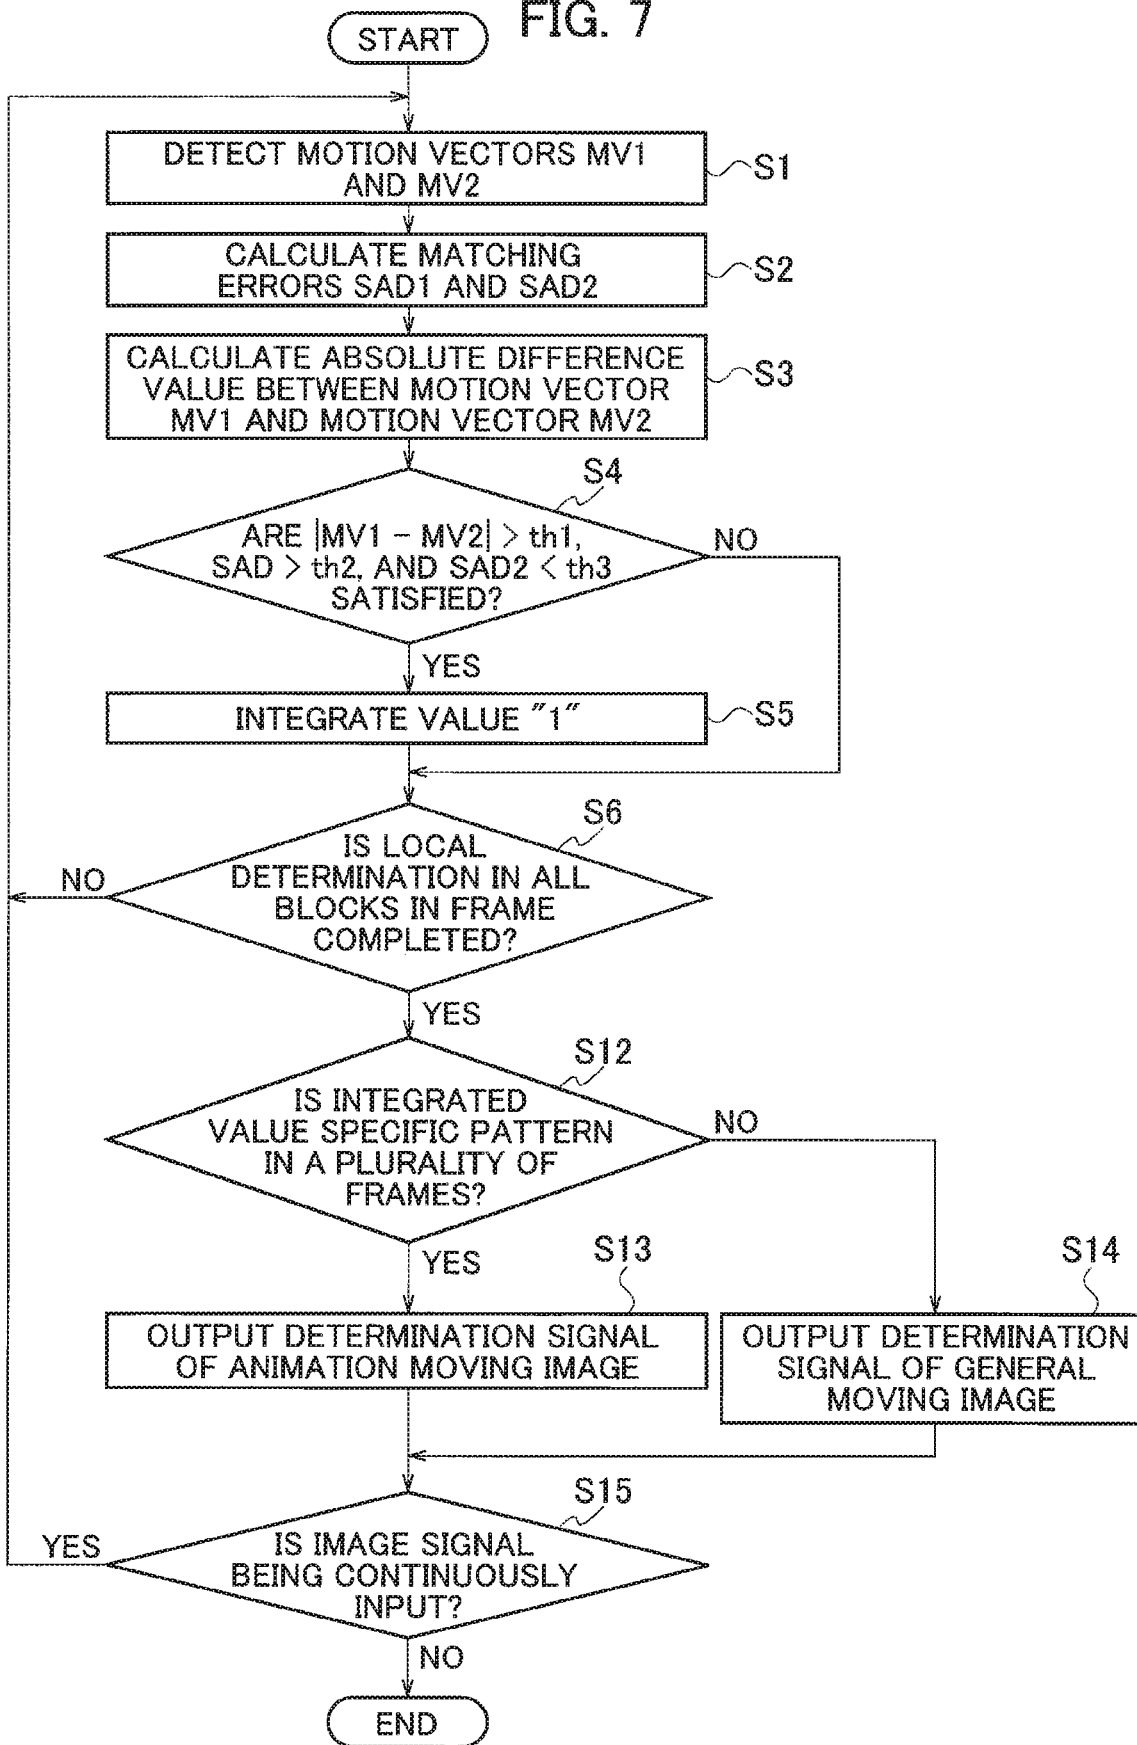 FIG. 7
START
DETECT MOTION VECTORS MV1
AND MV2
S1
CALCULATE MATCHING
ERRORS SAD1 AND SAD2
S2
CALCULATE ABSOLUTE DIFFERENCE
VALUE BETWEEN MOTION VECTOR
MV1 AND MOTION VECTOR MV2
S3
S4
ARE |MV1 - MV2| > th1,
SAD > th2, AND SAD2 < th3
SATISFIED?
NO
YES
INTEGRATE VALUE "1"
S5
S6
IS LOCAL
DETERMINATION IN ALL
BLOCKS IN FRAME
COMPLETED?
NO
YES
S12
IS INTEGRATED
VALUE SPECIFIC PATTERN
IN A PLURALITY OF
FRAMES?
NO
YES
S13
OUTPUT DETERMINATION SIGNAL
OF ANIMATION MOVING IMAGE
S14
OUTPUT DETERMINATION
SIGNAL OF GENERAL
MOVING IMAGE
S15
IS IMAGE SIGNAL
BEING CONTINUOUSLY
INPUT?
YES
NO
END